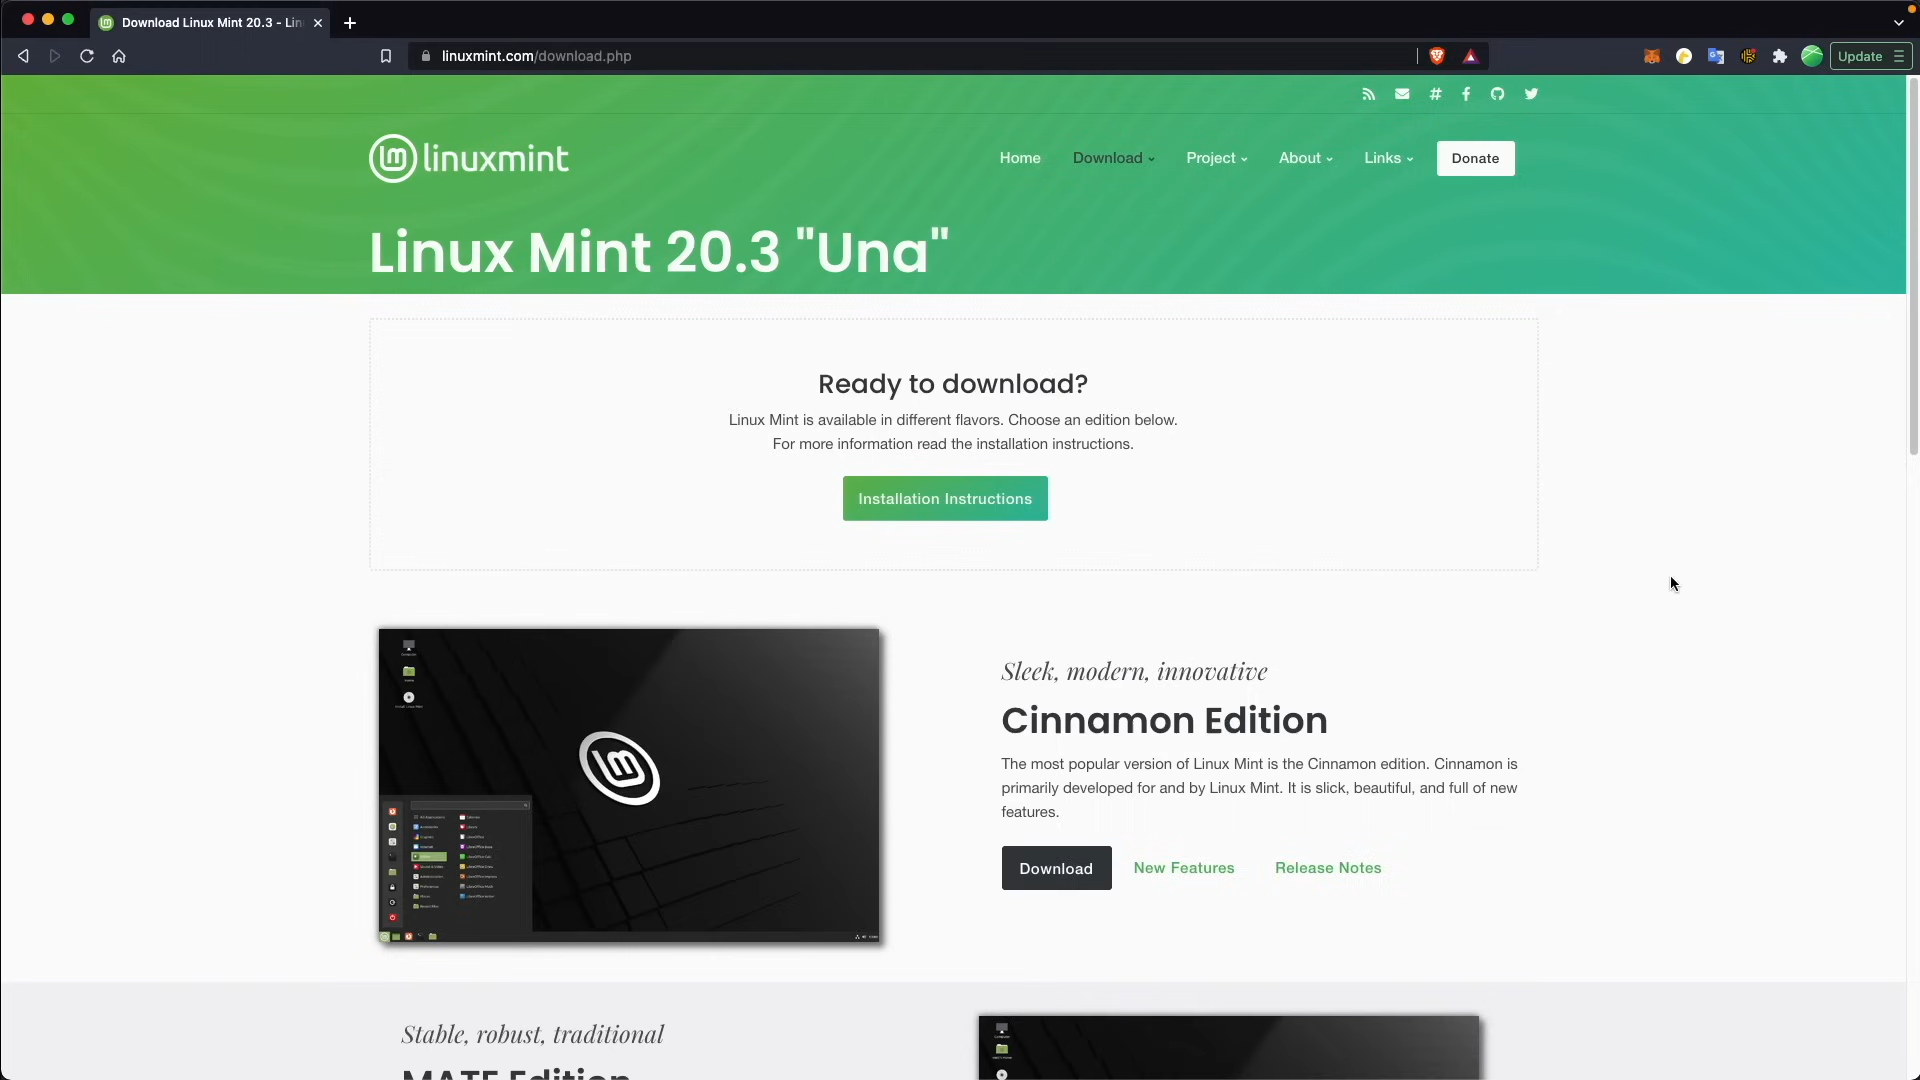 Download Linux Mint 20.3 - Lin
linuxmint.com/download.php
Update
linuxmint
Home
Download
Project
About
Links
Donate
Linux Mint 20.3 "Una"
Ready to download?
Linux Mint is available in different flavors. Choose an edition below.
For more information read the installation instructions.
Installation Instructions
Sleek, modern, innovative
Cinnamon Edition
The most popular version of Linux Mint is the Cinnamon edition. Cinnamon is
primarily developed for and by Linux Mint. It is slick, beautiful, and full of new
features.
Download
New Features
Release Notes
Stable, robust, traditional
MATE Edition